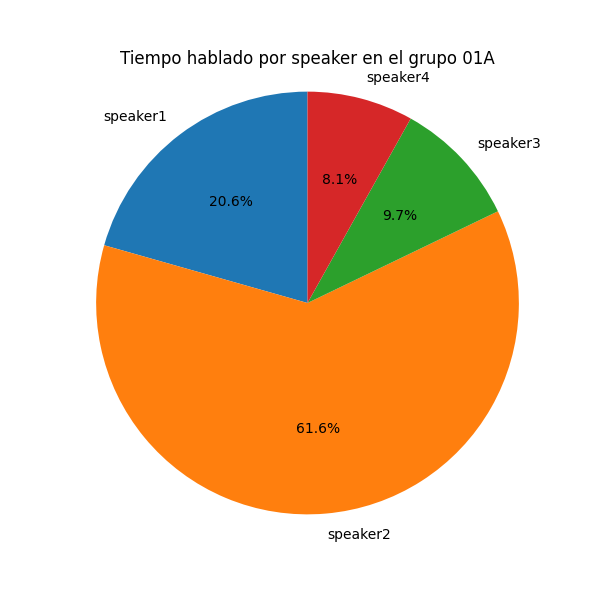 Tiempo hablado por speaker en el grupo 01A
speaker4
speaker1
speaker3
8.1%
20.6%
9.7%
61.6%
speaker2